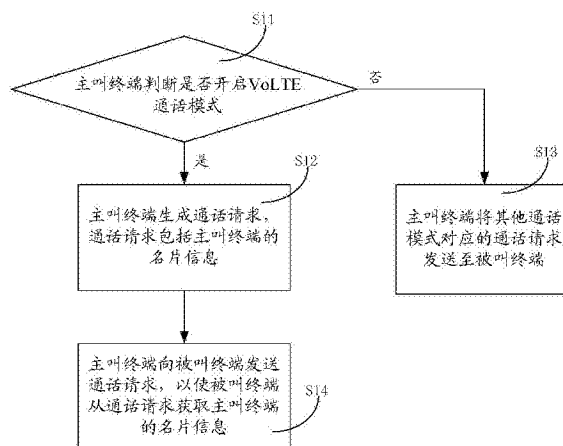 S11
主叫终端判断是否开启VoLTE
通话模式
否
是
S12
主叫终端生成通话请求,
通话请求包括主叫终端的
名片信息
S13
主叫终端将其他通话
模式对应的通话请求
发送至被叫终端
主叫终端向被叫终端发送
通话请求，以使被叫终端
从通话请求获取主叫终端
的名片信息
S14